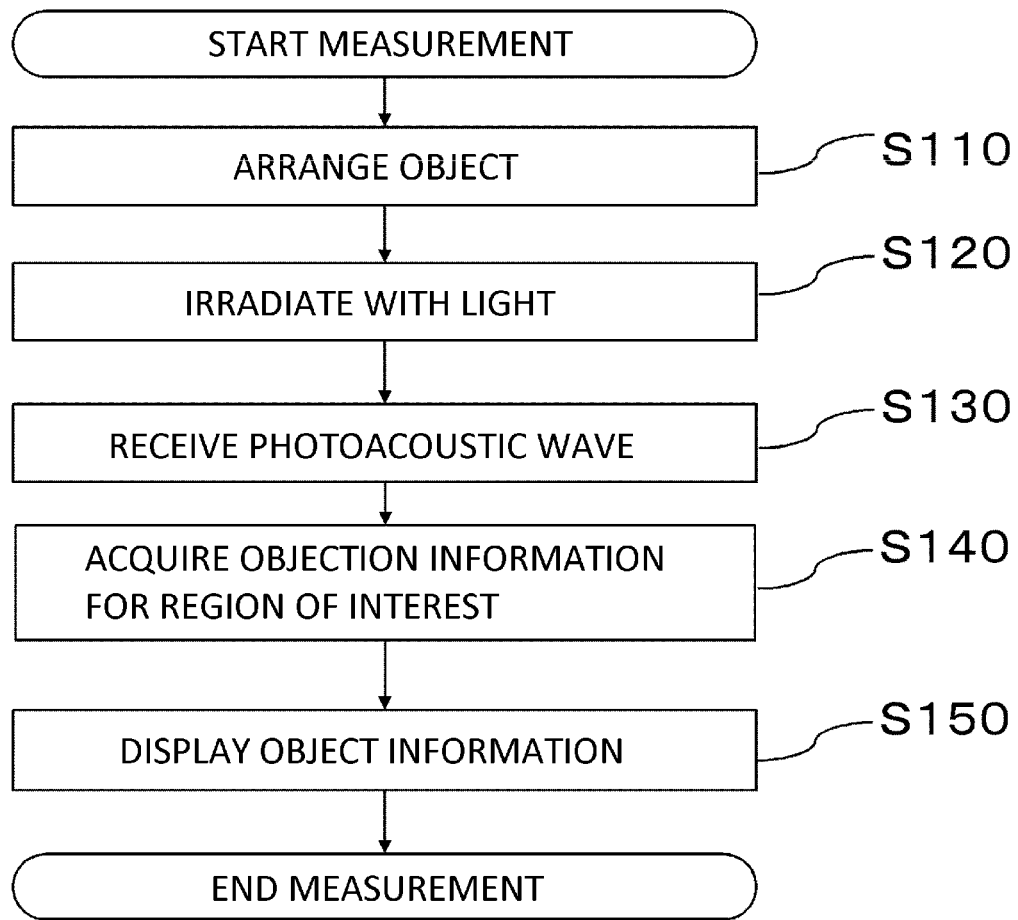 START MEASUREMENT
ARRANGE OBJECT
S110
IRRADIATE WITH LIGHT
S120
RECEIVE PHOTOACOUSTIC WAVE
S130
ACQUIRE OBJECTION INFORMATION
FOR REGION OF INTEREST
S140
DISPLAY OBJECT INFORMATION
S150
END MEASUREMENT